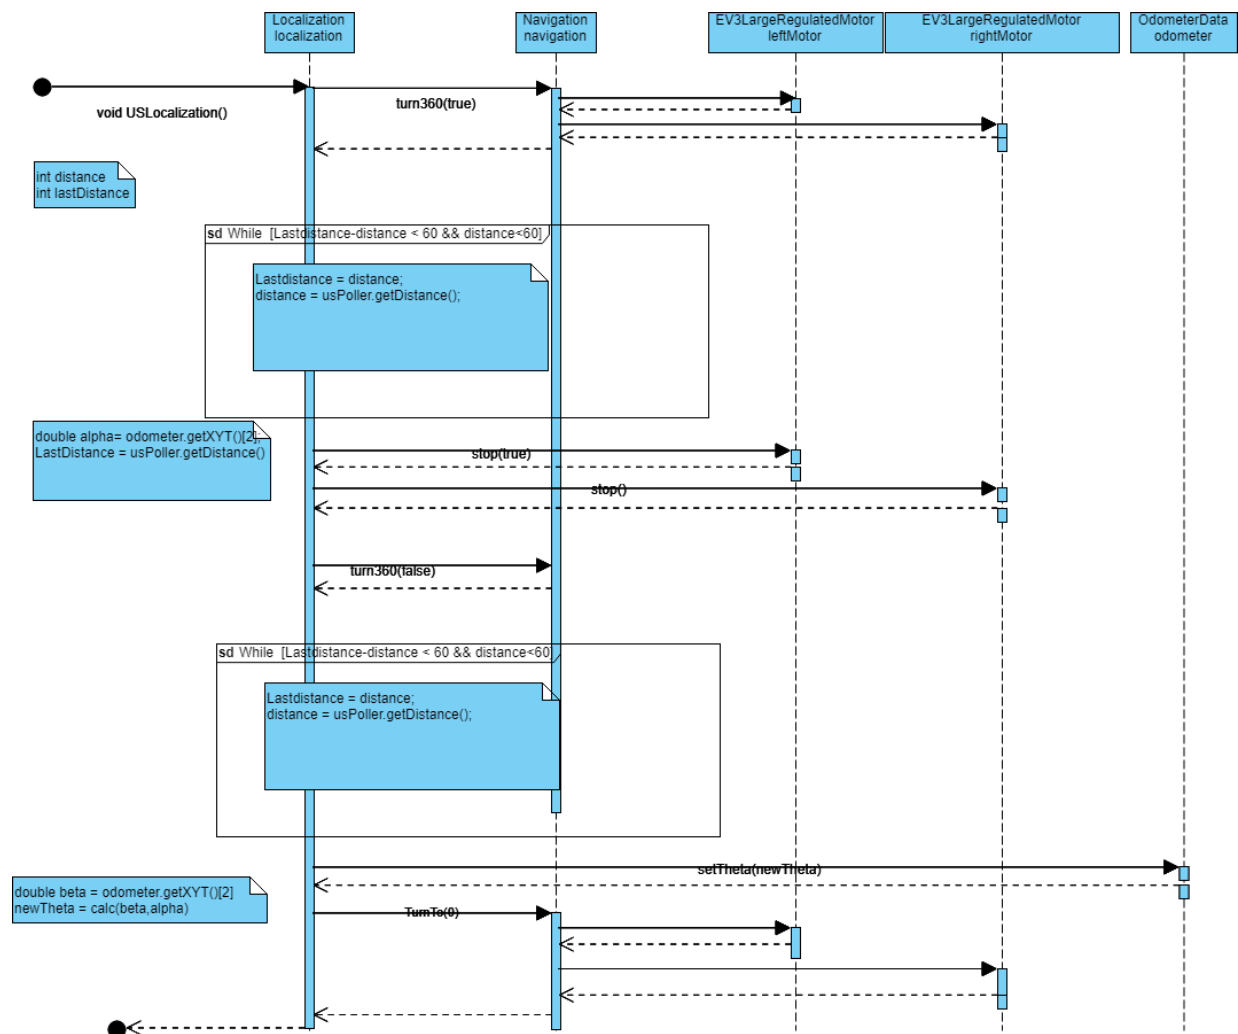 Localization
localization
Navigation
navigation
EV3LargeRegulatedMotor
leftMotor
EV3LargeRegulatedMotor
rightMotor
OdometerData
odometer
void USLocalization()
turn360(true)
int distance
int lastDistance
sd While [Lastdistance-distance < 60 && distance<60]
Lastdistance = distance;
distance = usPoller.getDistance();
double alpha= odometer.getXYT()[2];
LastDistance = usPoller.getDistance()
stop(true)
stop()
turn360(false)
sd While [Lastdistance-distance < 60 && distance<60]
Lastdistance = distance;
distance = usPoller.getDistance();
setTheta(newTheta)
double beta = odometer.getXYT()[2]
newTheta = calc(beta,alpha)
TurnTo(0)